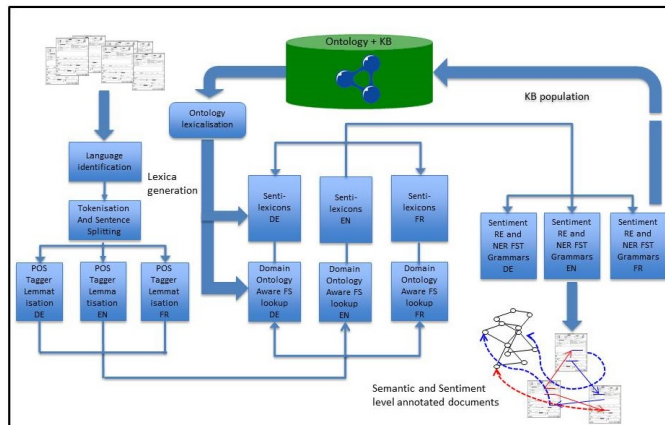 Ontology + KB
KB population
Ontology
lexicalisation
Language
identification
Lexica
generation
Tokenisation
And Sentence
Splitting
Senti-
lexicons
DE
Senti-
lexicons
EN
Senti-
lexicons
FR
Sentiment
RE and
NER FST
Grammars
DE
Sentiment
RE and
NER FST
Grammars
EN
Sentiment
RE and
NER FST
Grammars
FR
POS
Tagger
Lemmat
isation
DE
POS
Tagger
Lemma
tisation
EN
POS
Tagger
Lemmat
isation
FR
Domain
Ontology
Aware FS
lookup
DE
Domain
Ontology
Aware FS
lookup
EN
Domain
Ontology
Aware FS
lookup
FR
Semantic and Sentiment
level annotated documents